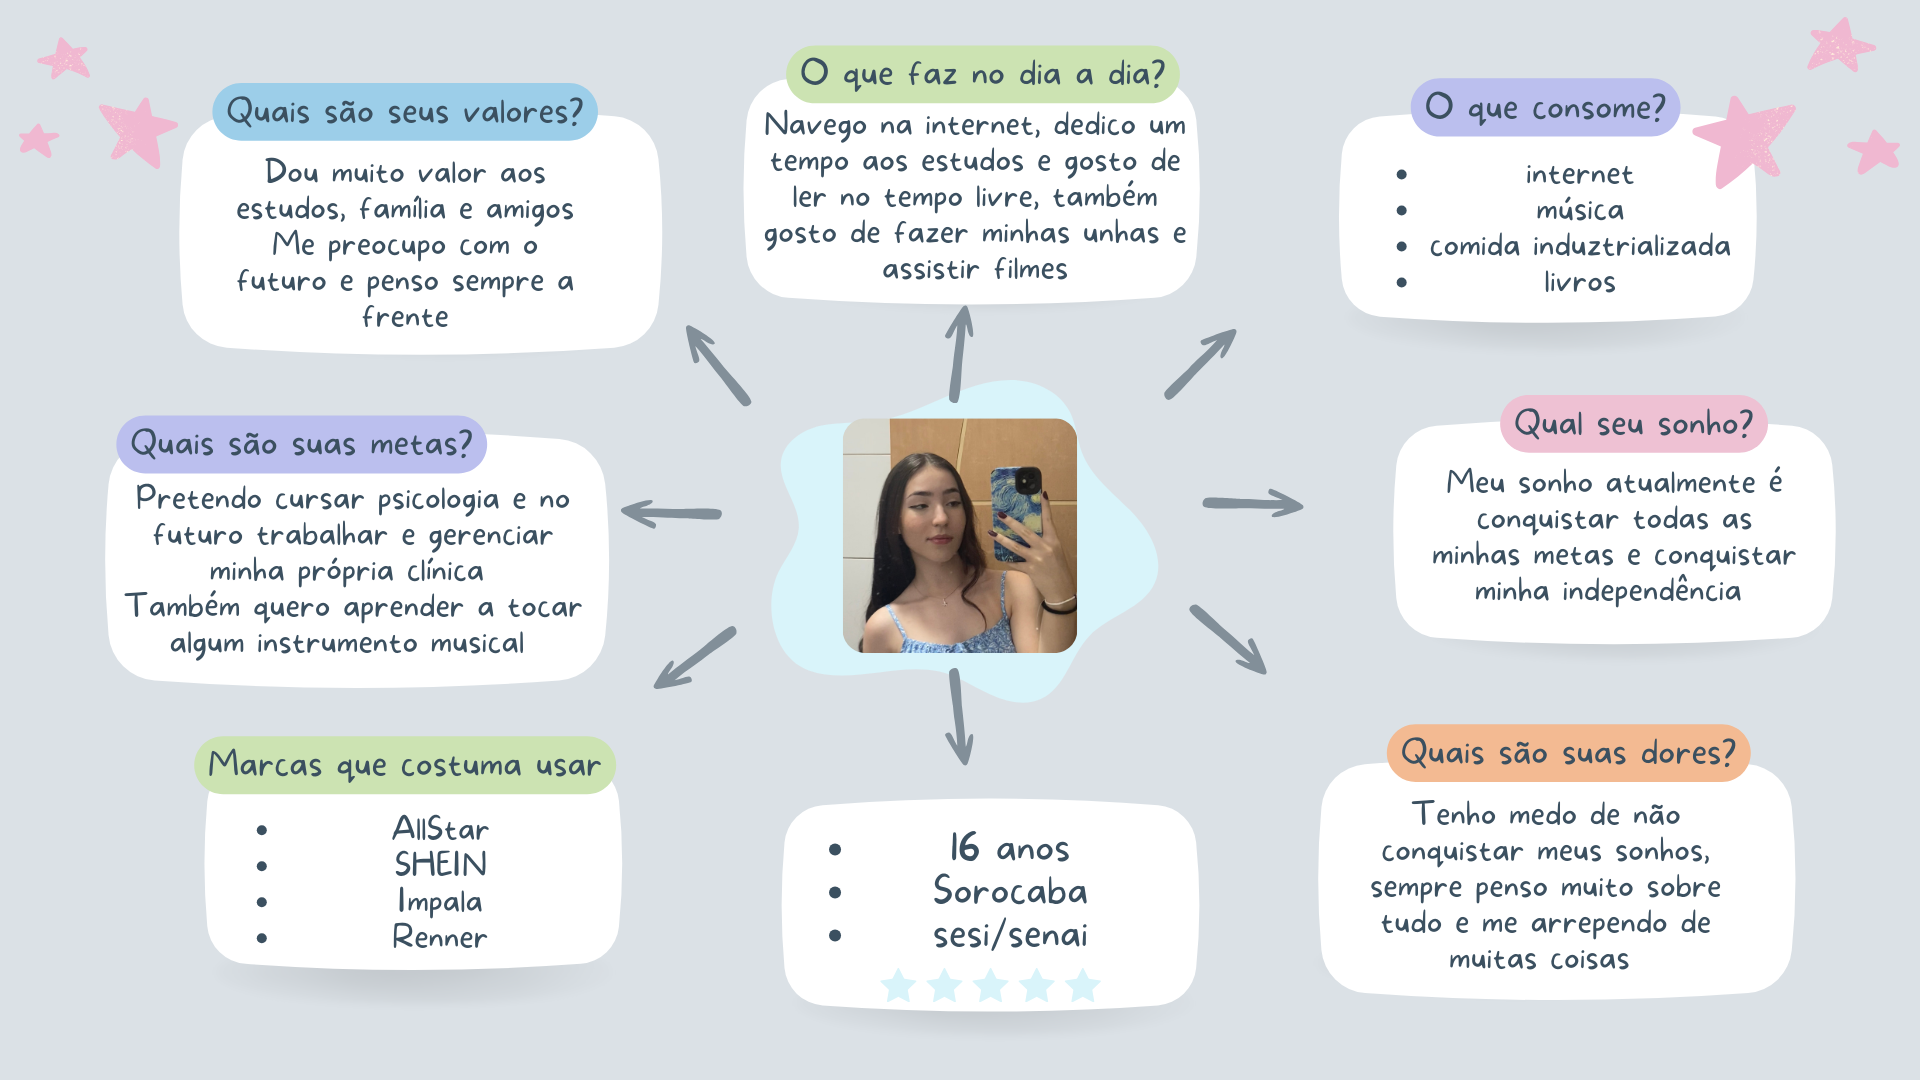 Quais são seus valores?
Dou muito valor aos
estudos, família e amigos
Me preocupo com o
futuro e penso sempre a
frente
O que faz no dia a dia?
Navego na internet, dedico um
tempo aos estudos e gosto de
ler no tempo livre, também
gosto de fazer minhas unhas e
assistir filmes
O que consome?
• internet
• música
• comida induztrializada
• livros
Quais são suas metas?
Pretendo cursar psicologia e no
futuro trabalhar e gerenciar
minha própria clínica
Também quero aprender a tocar
algum instrumento musical
Qual seu sonho?
Meu sonho atualmente é
conquistar todas as
minhas metas e conquistar
minha independência
Marcas que costuma usar
• AllStar
• SHEIN
• Impala
• Renner
• 16 anos
• Sorocaba
• sesi/senai
Quais são suas dores?
Tenho medo de não
conquistar meus sonhos,
sempre penso muito sobre
tudo e me arrependo de
muitas coisas